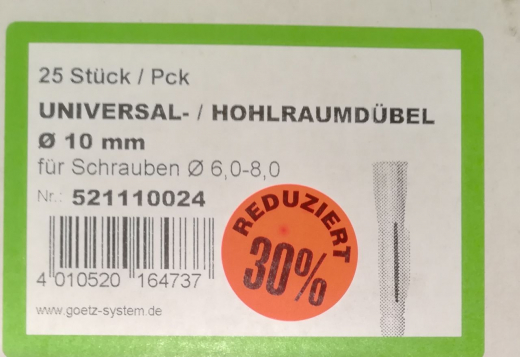 25 Stück / Pck
UNIVERSAL- / HOHLRAUMDÜBEL
Ø 10 mm
für Schrauben Ø 6,0-8,0
Nr.: 521110024
REDUZIERT
30%
4 010520 164737
www.goetz-system.de